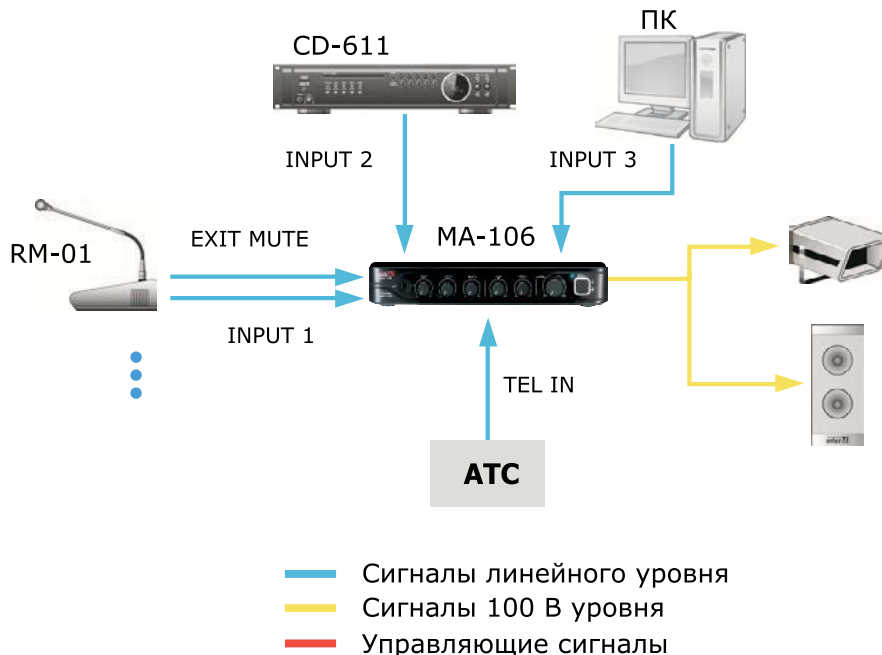 ПК
CD-611
INPUT 2
INPUT 3
EXIT MUTE
MA-106
RM-01
INPUT 1
TEL IN
АТС
Сигналы линейного уровня
Сигналы 100 В уровня
Управляющие сигналы